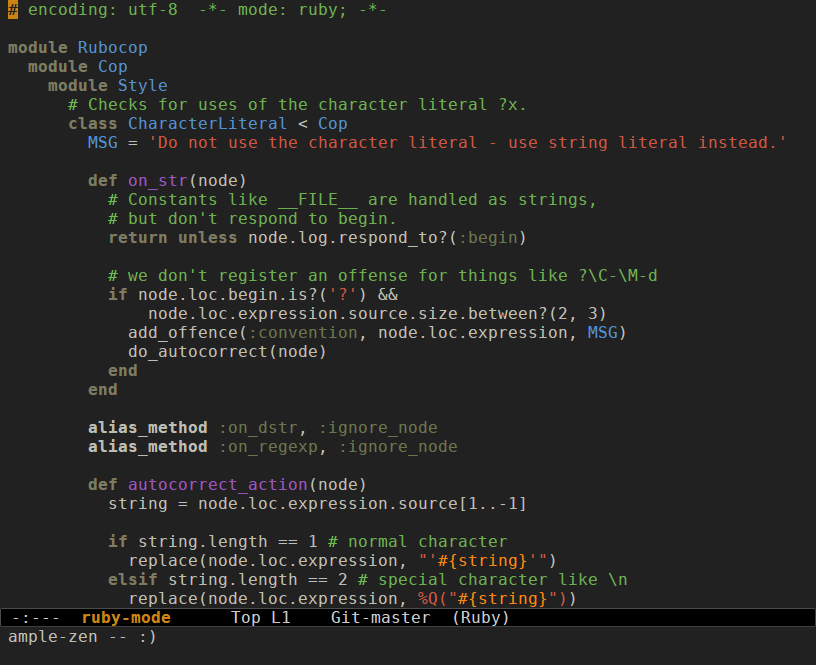 # encoding: utf-8  -*- mode: ruby; -*-

module Rubocop
  module Cop
    module Style
      # Checks for uses of the character literal ?x.
      class CharacterLiteral < Cop
        MSG = 'Do not use the character literal - use string literal instead.'

        def on_str(node)
          # Constants like __FILE__ are handled as strings,
          # but don't respond to begin.
          return unless node.log.respond_to?(:begin)

          # we don't register an offense for things like ?\C-\M-d
          if node.loc.begin.is?('?') &&
              node.loc.expression.source.size.between?(2, 3)
            add_offence(:convention, node.loc.expression, MSG)
            do_autocorrect(node)
          end
        end

        alias_method :on_dstr, :ignore_node
        alias_method :on_regexp, :ignore_node

        def autocorrect_action(node)
          string = node.loc.expression.source[1..-1]

          if string.length == 1 # normal character
            replace(node.loc.expression, "'#{string}'")
          elsif string.length == 2 # special character like \n
            replace(node.loc.expression, %Q("#{string}"))
-:---  ruby-mode      Top L1    Git-master  (Ruby)
ample-zen -- :)